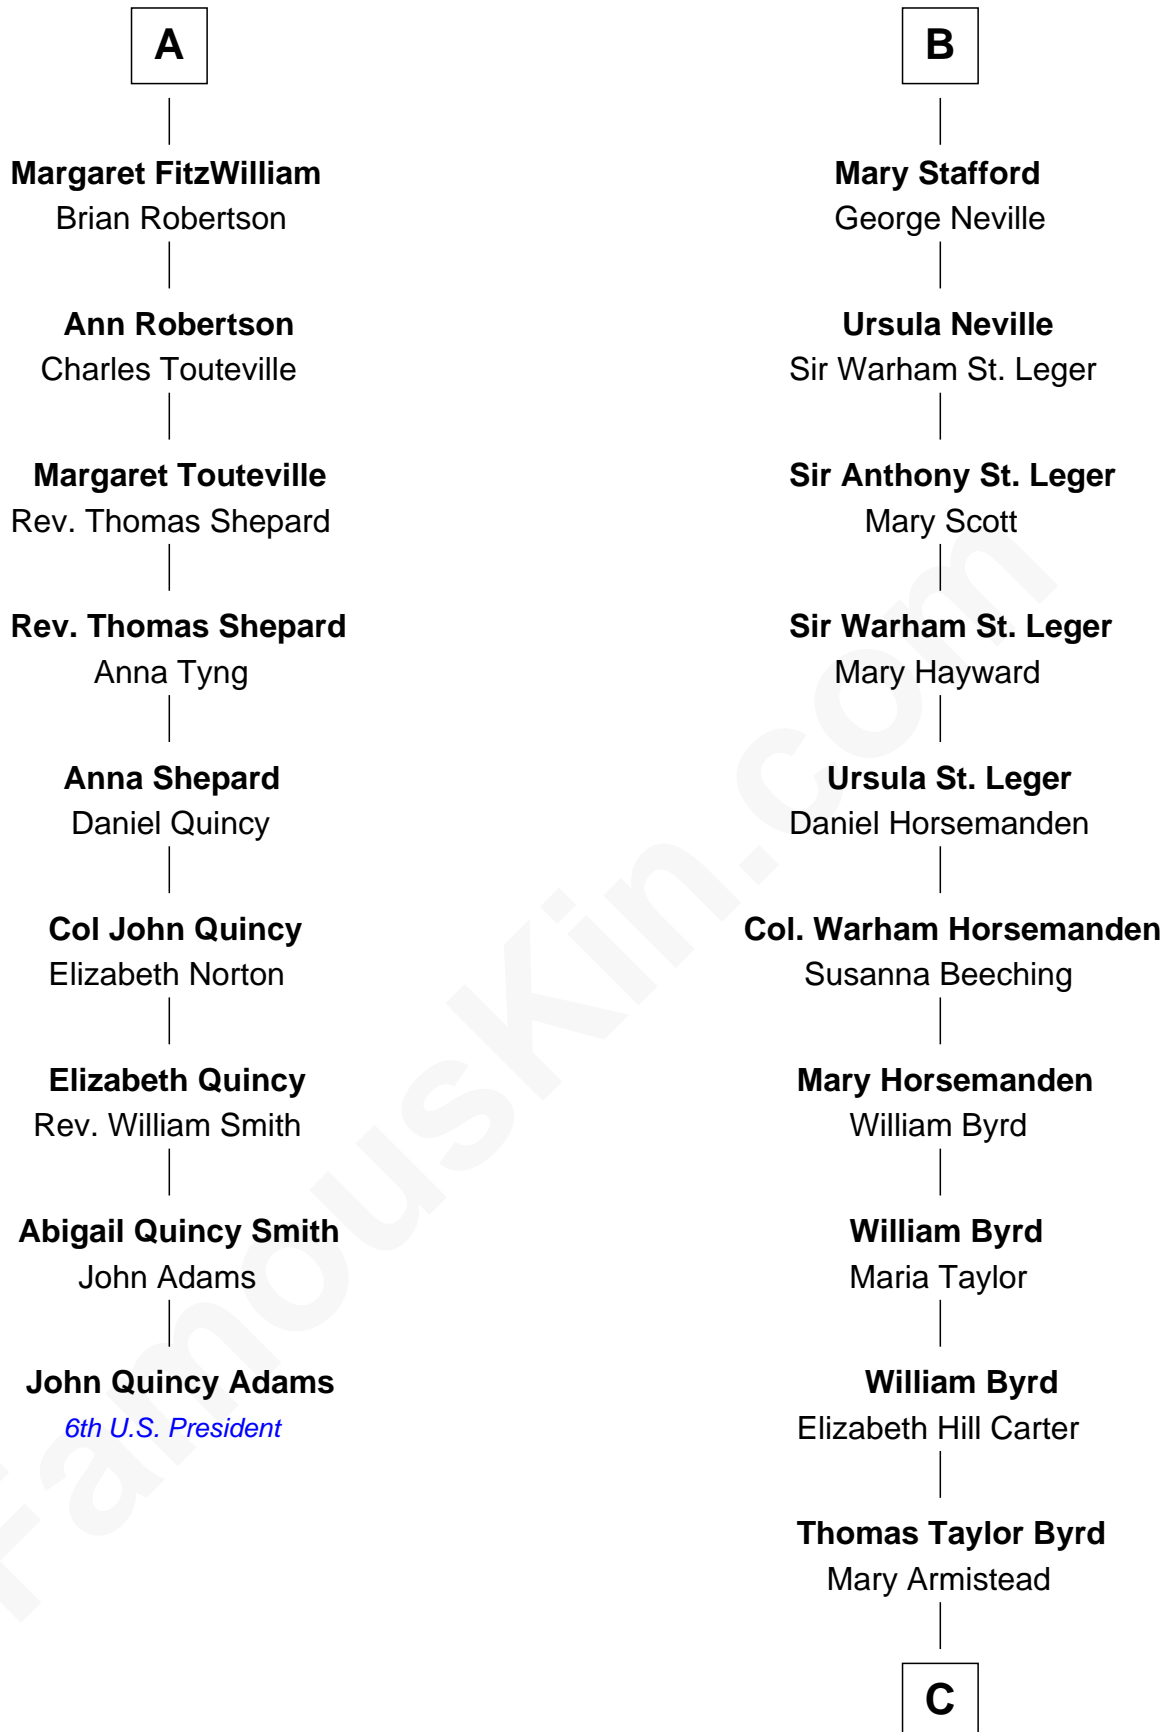 A
Margaret FitzWilliam
Brian Robertson
Ann Robertson
Charles Touteville
Margaret Touteville
Rev. Thomas Shepard
Rev. Thomas Shepard
Anna Tyng
Anna Shepard
Daniel Quincy
Col John Quincy
Elizabeth Norton
Elizabeth Quincy
Rev. William Smith
Abigail Quincy Smith
John Adams
John Quincy Adams
6th U.S. President
B
Mary Stafford
George Neville
Ursula Neville
Sir Warham St. Leger
Sir Anthony St. Leger
Mary Scott
Sir Warham St. Leger
Mary Hayward
Ursula St. Leger
Daniel Horsemanden
Col. Warham Horsemanden
Susanna Beeching
Mary Horsemanden
William Byrd
William Byrd
Maria Taylor
William Byrd
Elizabeth Hill Carter
Thomas Taylor Byrd
Mary Armistead
C
FamousKin.com